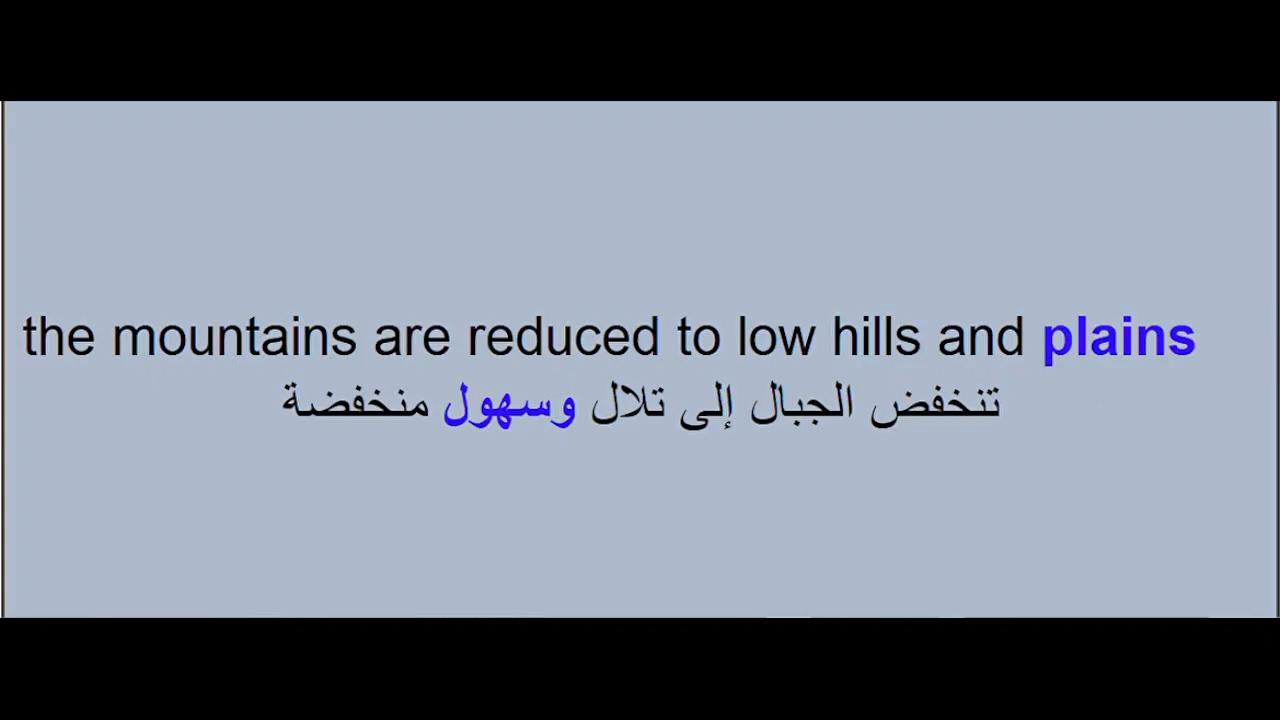 the mountains are reduced to low hills and plains
تنخفض الجبال إلى تلال وسهول منخفضة